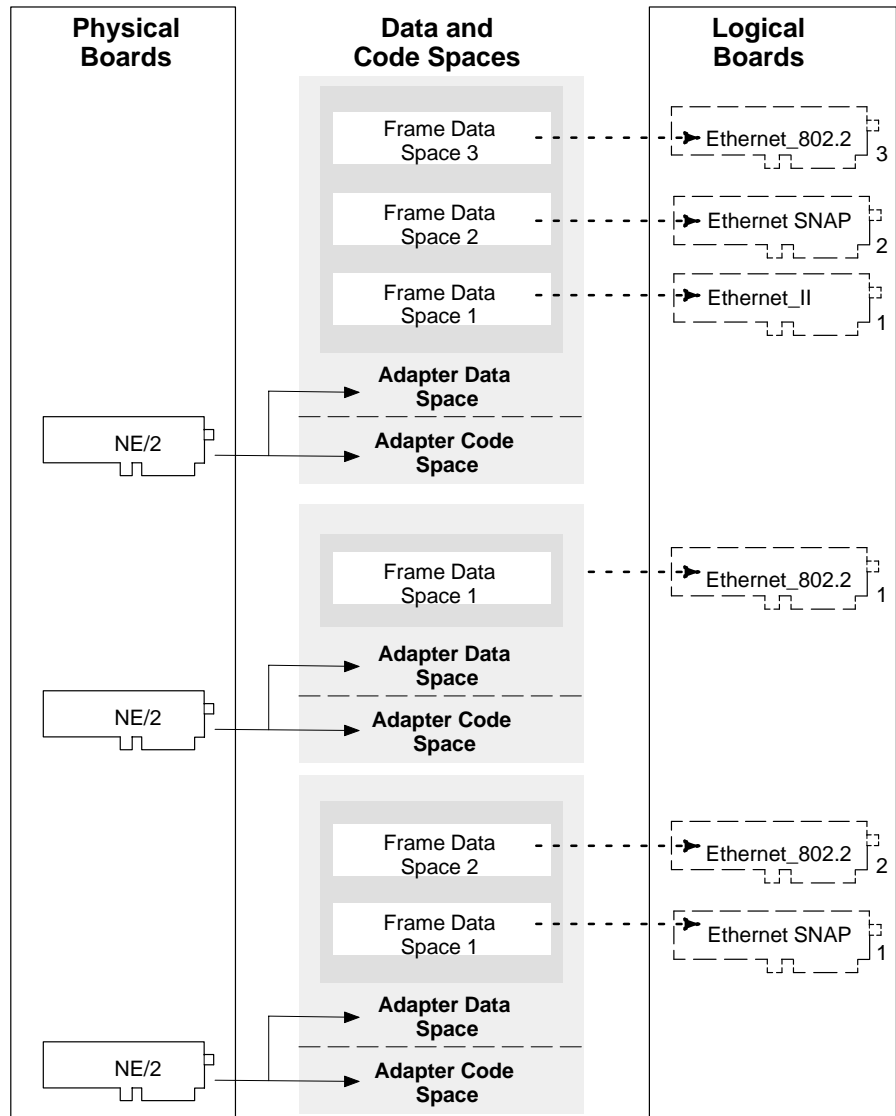 Physical
Boards
Data and
Code Spaces
Logical
Boards
Frame Data
Space 3
Ethernet_802.2
3
Frame Data
Space 2
Ethernet SNAP
2
Frame Data
Space 1
Ethernet_II
1
Adapter Data
Space
NE/2
Adapter Code
Space
Frame Data
Space 1
Ethernet_802.2
1
Adapter Data
Space
NE/2
Adapter Code
Space
Frame Data
Space 2
Ethernet_802.2
2
Frame Data
Space 1
Ethernet SNAP
1
Adapter Data
Space
NE/2
Adapter Code
Space